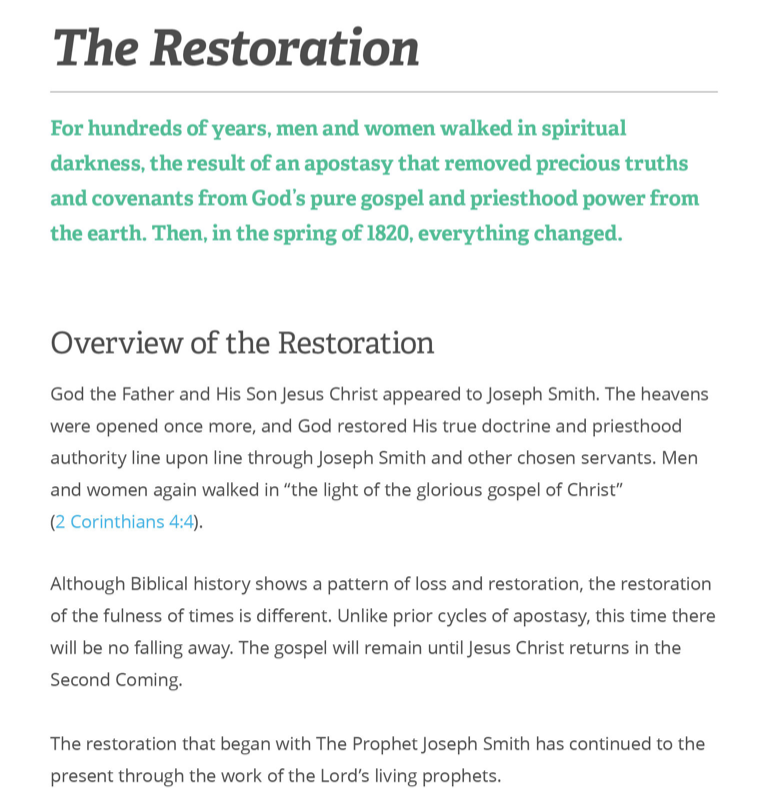 The Restoration
For hundreds of years, men and women walked in spiritual
darkness, the result of an apostasy that removed precious truths
and covenants from God's pure gospel and priesthood power from
the earth. Then, in the spring of 1820, everything changed.
Overview of the Restoration
God the Father and His Son Jesus Christ appeared to Joseph Smith. The heavens
were opened once more, and God restored His true doctrine and priesthood
authority line upon line through Joseph Smith and other chosen servants. Men
and women again walked in “the light of the glorious gospel of Christ”
(2 Corinthians 4:4).
Although Biblical history shows a pattern of loss and restoration, the restoration
of the fulness of times is different. Unlike prior cycles of apostasy, this time there
will be no falling away. The gospel will remain until Jesus Christ returns in the
Second Coming.
The restoration that began with The Prophet Joseph Smith has continued to the
present through the work of the Lord’s living prophets.